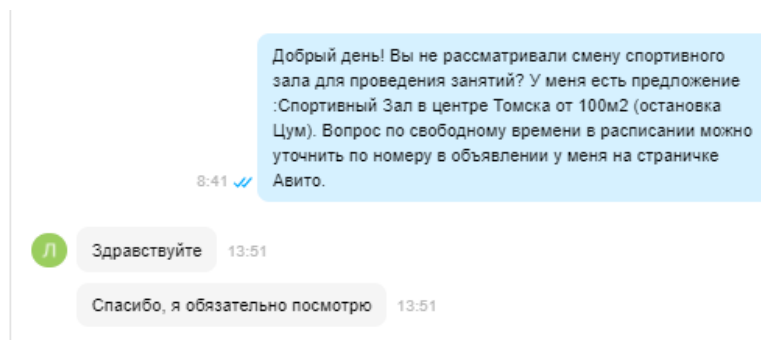 Добрый день! Вы не рассматривали смену спортивного
зала для проведения занятий? У меня есть предложение
:Спортивный Зал в центре Томска от 100м2 (остановка
Цум). Вопрос по свободному времени в расписании можно
уточнить по номеру в объявлении у меня на страничке
8:41 Авито.
Л Здравствуйте 13:51
Спасибо, я обязательно посмотрю 13:51